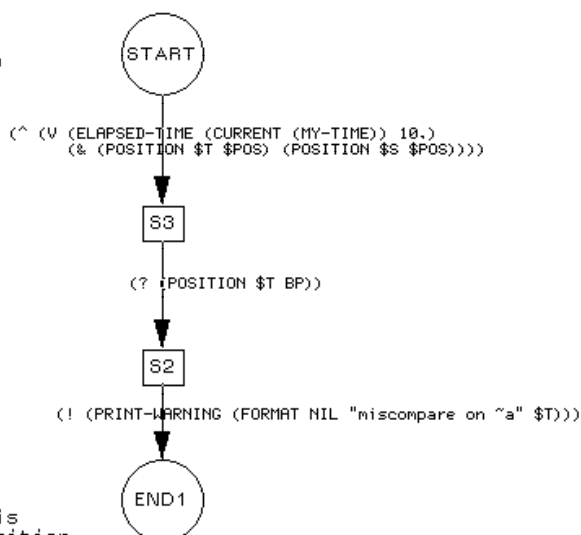 START
(^ (V (ELAPSED-TIME (CURRENT (MY-TIME)) 10.)
(& (POSITION $T $POS) (POSITION $S $POS))))
S3
(? (POSITION $T BP))
S2
(! (PRINT-WARNING (FORMAT NIL "miscompare on ~a" $T)))
END1